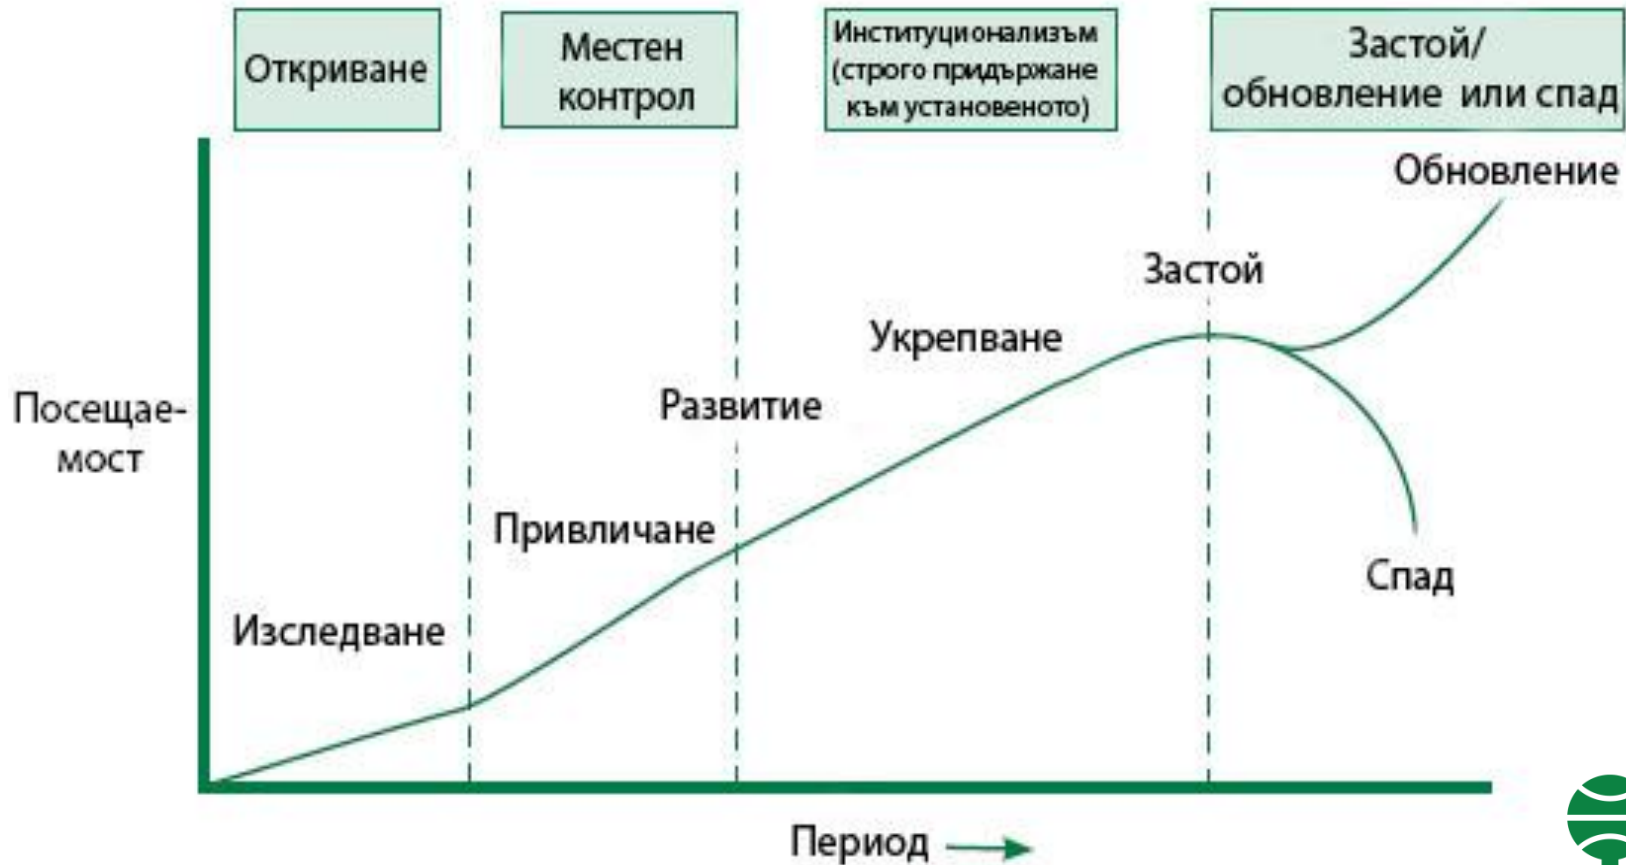 Откриване
Местен
контрол
Институционализъм
(строго придържане
към установеното)
Застой/
обновление или спад
Обновление
Застой
Укрепване
Развитие
Посещае-
мост
Привличане
Спад
Изследване
Период